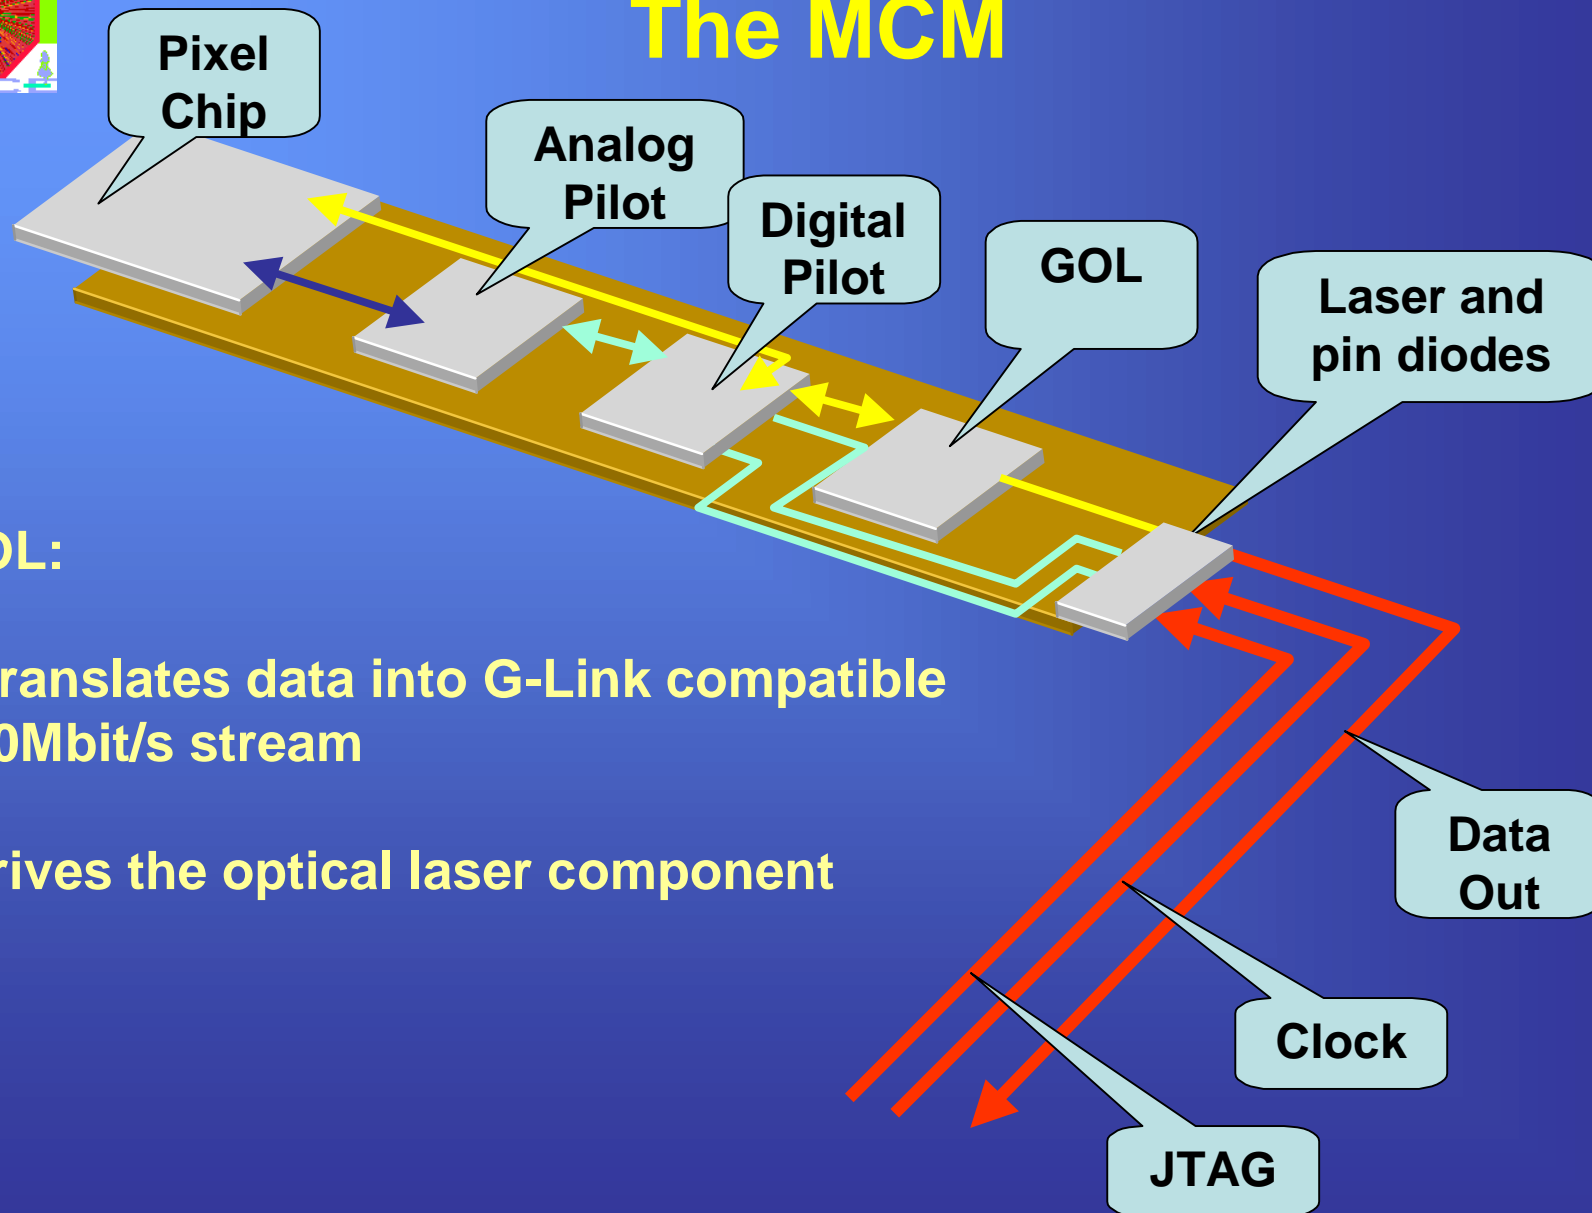 The MCM
Pixel
Chip
Analog
Pilot
Digital
Pilot
GOL
Laser and
pin diodes
OL:
ranslates data into G-Link compatible
0Mbit/s stream
rives the optical laser component
Data
Out
Clock
JTAG